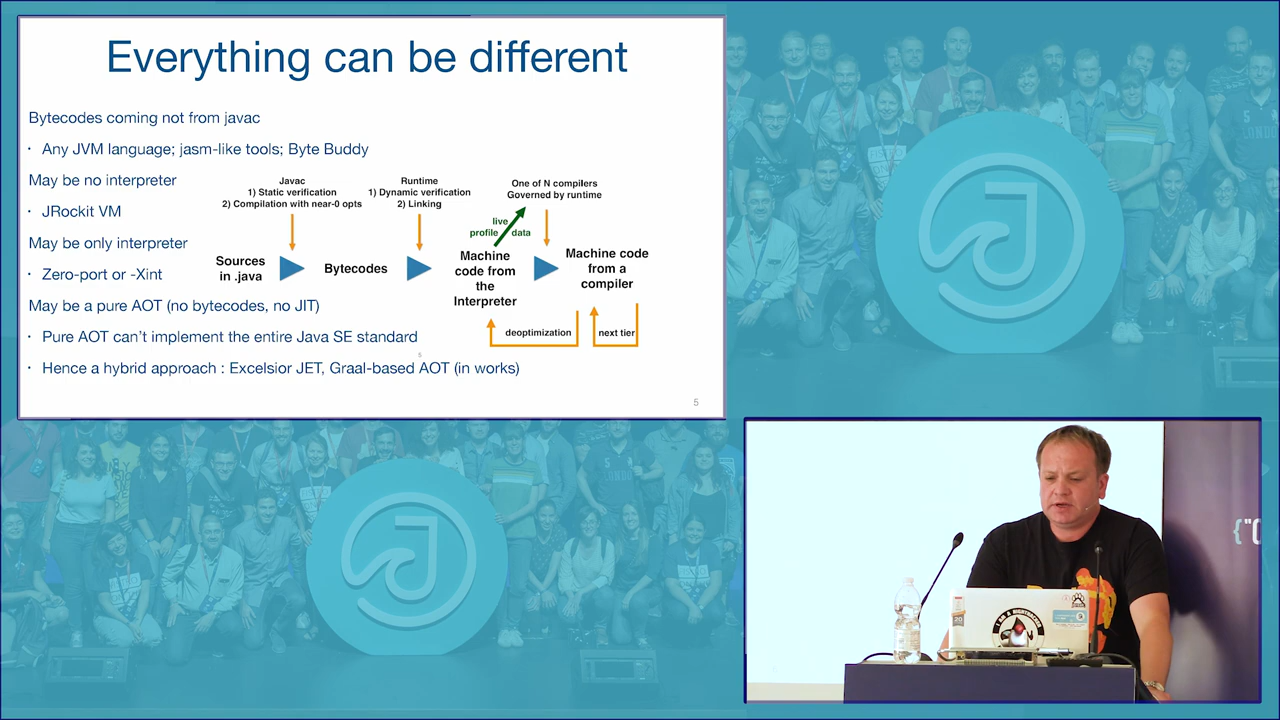 Everything can be different
Bytecodes coming not from javac
· Any JVM language; jasm-like tools; Byte Buddy
May be no interpreter
· JRockit VM
May be only interpreter
· Zero-port or -Xint
May be a pure AOT (no bytecodes, no JIT)
· Pure AOT can't implement the entire Java SE standard
· Hence a hybrid approach : Excelsior JET, Graal-based AOT (in works)
Javac
1) Static verification
2) Compilation with near-0 opts
Runtime
1) Dynamic verification
2) Linking
One of N compilers
Governed by runtime
live
profile data
Sources
in .java
Bytecodes
Machine
code from
the
Interpreter
Machine code
from a
compiler
deoptimization
next tier
5
5
{"